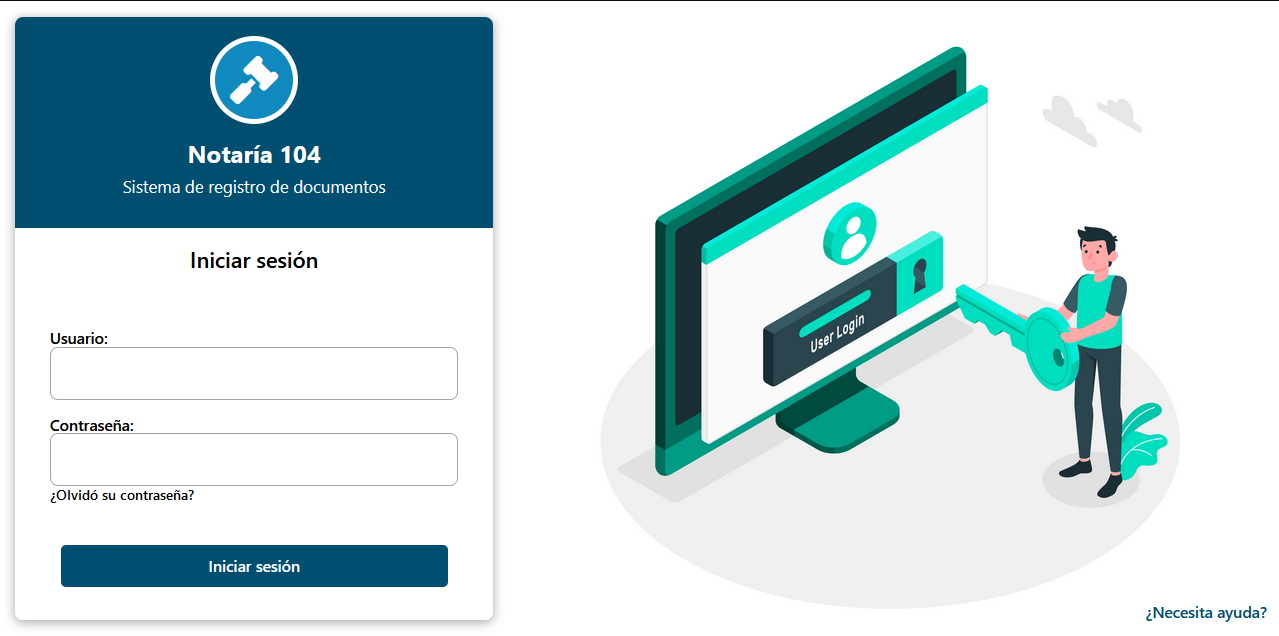 Notaría 104
Sistema de registro de documentos
Iniciar sesión
Usuario:
Contraseña:
¿Olvidó su contraseña?
Iniciar sesión
User Login
¿Necesita ayuda?